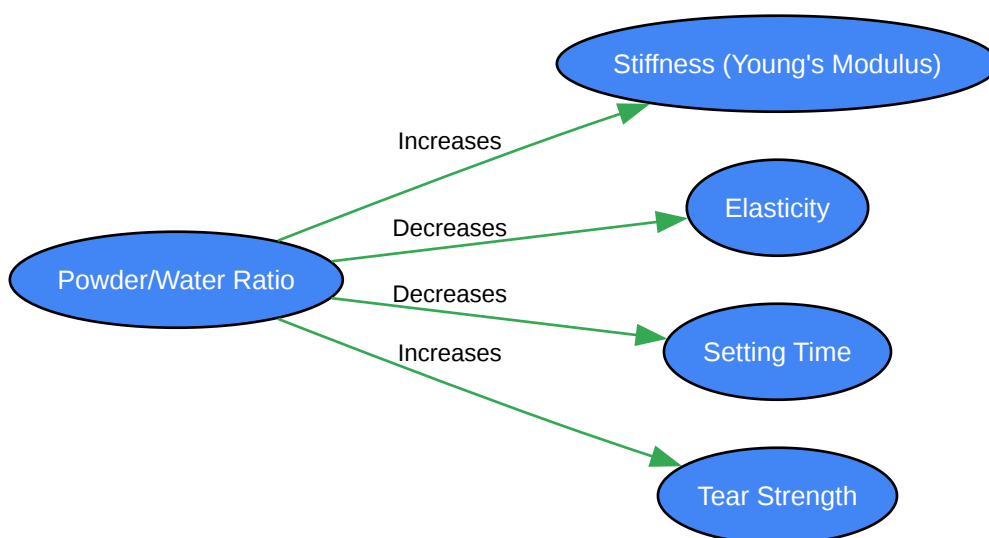 Stiffness (Young's Modulus)
Increases
Elasticity
Decreases
Powder/Water Ratio
Decreases
Setting Time
Increases
Tear Strength